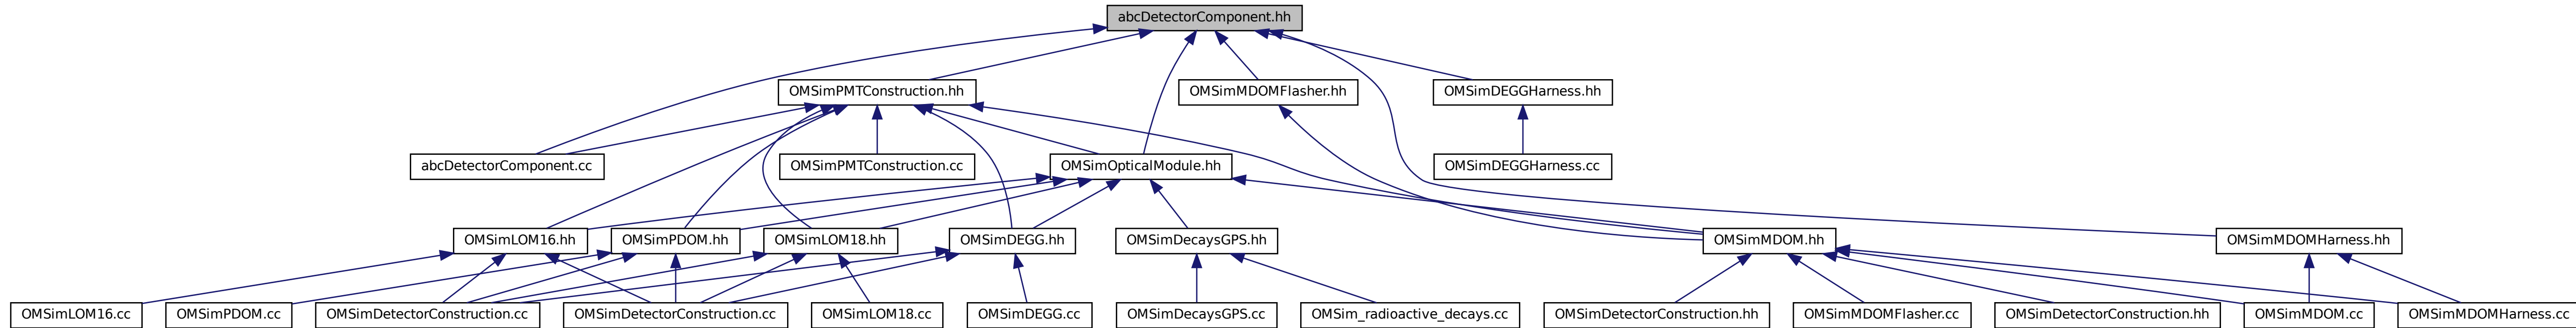 abcDetectorComponent.hh
OMSimPMTConstruction.hh
OMSimMDOMFlasher.hh
OMSimDEGGHarness.hh
abcDetectorComponent.cc
OMSimPMTConstruction.cc
OMSimOpticalModule.hh
OMSimDEGGHarness.cc
OMSimLOM16.hh
OMSimPDOM.hh
OMSimLOM18.hh
OMSimDEGG.hh
OMSimDecaysGPS.hh
OMSimMDOM.hh
OMSimMDOMHarness.hh
OMSimLOM16.cc
OMSimPDOM.cc
OMSimDetectorConstruction.cc
OMSimDetectorConstruction.cc
OMSimLOM18.cc
OMSimDEGG.cc
OMSimDecaysGPS.cc
OMSim_radioactive_decays.cc
OMSimDetectorConstruction.hh
OMSimMDOMFlasher.cc
OMSimDetectorConstruction.hh
OMSimMDOM.cc
OMSimMDOMHarness.cc